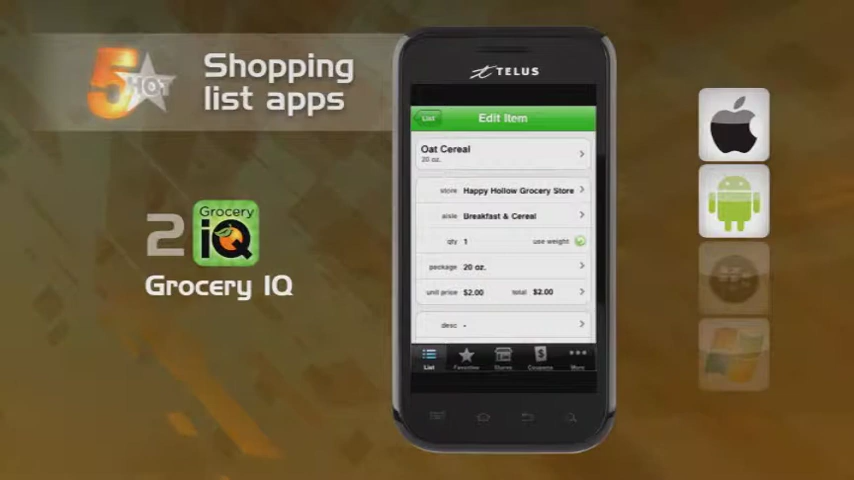 5 HOT
Shopping
list apps
2
Grocery
iQ
Grocery IQ
TELUS
List
Edit Item
Oat Cereal
20 oz.
store Happy Hollow Grocery Store
aisle Breakfast & Cereal
qty 1 use weight
package 20 oz.
unit price $2.00 total $2.00
desc -
List Favorites Stores Coupons More